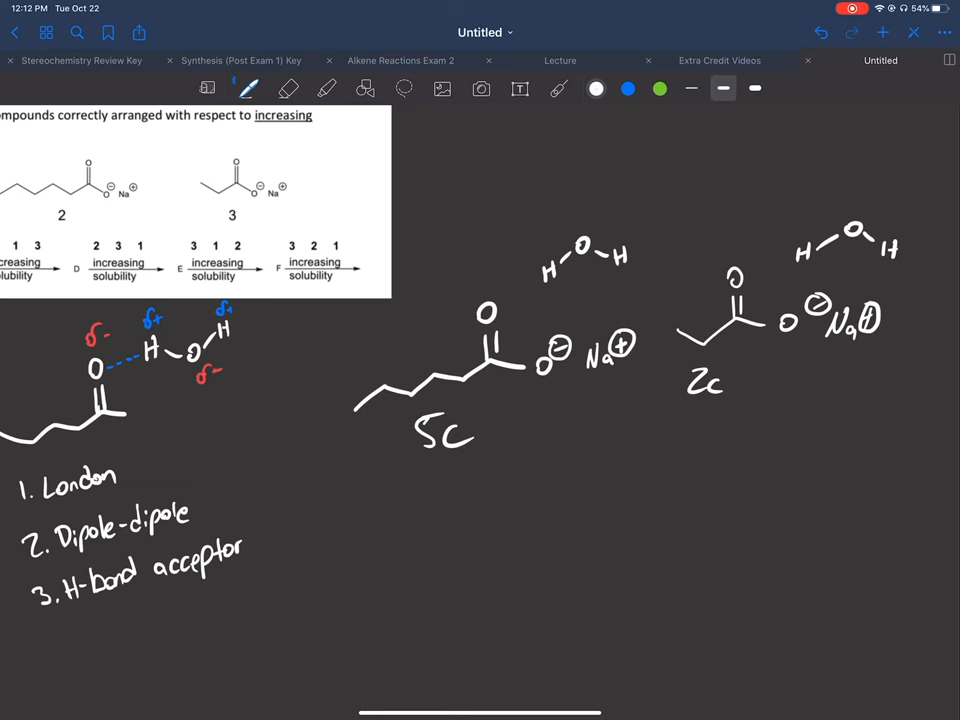 12:12 PM Tue Oct 22
54%
Untitled
Stereochemistry Review Key
Synthesis (Post Exam 1) Key
Alkene Reactions Exam 2
Lecture
Extra Credit Videos
Untitled
ompounds correctly arranged with respect to increasing
O
O ⊖ Na ⊕
2
O
O ⊖ Na ⊕
3
1 3
creasing
lubility
D
2 3 1
increasing
solubility
E
3 1 2
increasing
solubility
F
3 2 1
increasing
solubility
δ-
δ+
δ+
O
H
O
H
δ-
1. London
2. Dipole-dipole
3. H-bond acceptor
H O H
O
O ⊖ Na ⊕
5C
H O H
O
O ⊖ Na ⊕
2C